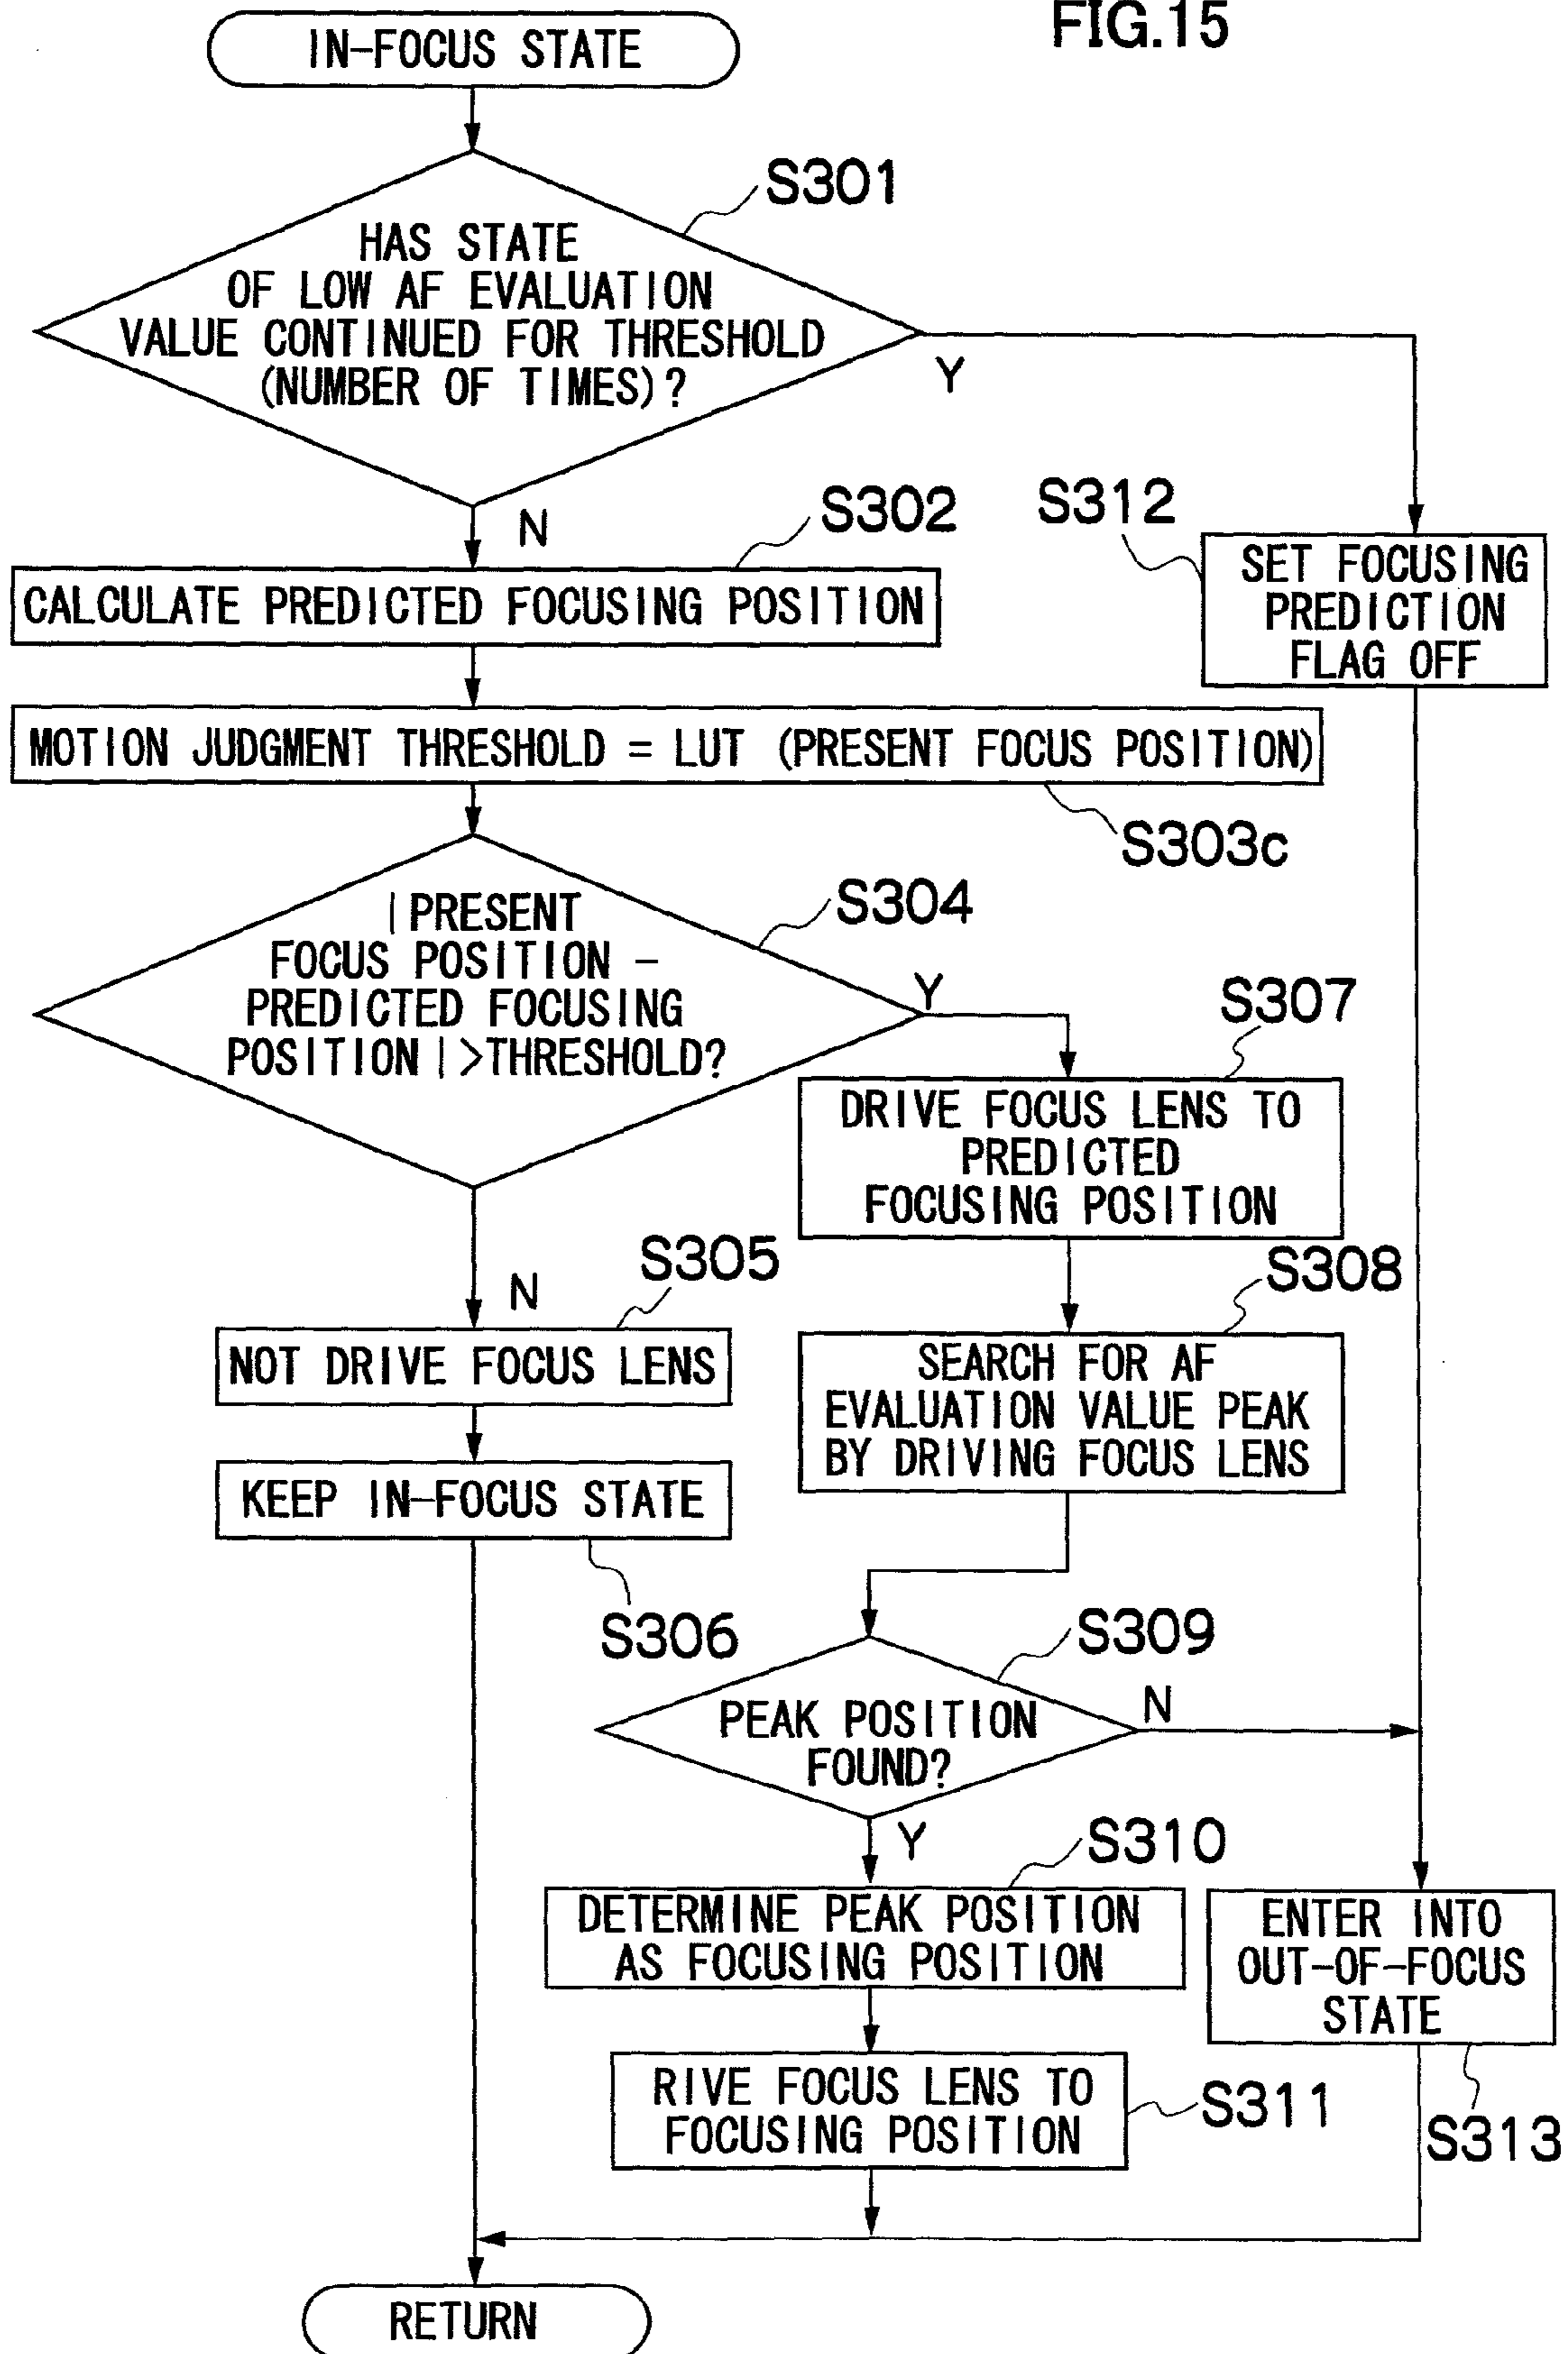 FIG.15
IN-FOCUS STATE
S301
HAS STATE
OF LOW AF EVALUATION
VALUE CONTINUED FOR THRESHOLD
(NUMBER OF TIMES)?
Y
N
S302
CALCULATE PREDICTED FOCUSING POSITION
S312
SET FOCUSING
PREDICTION
FLAG OFF
MOTION JUDGMENT THRESHOLD = LUT (PRESENT FOCUS POSITION)
S303c
S304
|PRESENT
FOCUS POSITION -
PREDICTED FOCUSING
POSITION|>THRESHOLD?
Y
N
S307
DRIVE FOCUS LENS TO
PREDICTED
FOCUSING POSITION
S305
NOT DRIVE FOCUS LENS
S308
SEARCH FOR AF
EVALUATION VALUE PEAK
BY DRIVING FOCUS LENS
KEEP IN-FOCUS STATE
S306
S309
PEAK POSITION
FOUND?
N
Y
S310
DETERMINE PEAK POSITION
AS FOCUSING POSITION
ENTER INTO
OUT-OF-FOCUS
STATE
S313
RIVE FOCUS LENS TO
FOCUSING POSITION
S311
RETURN